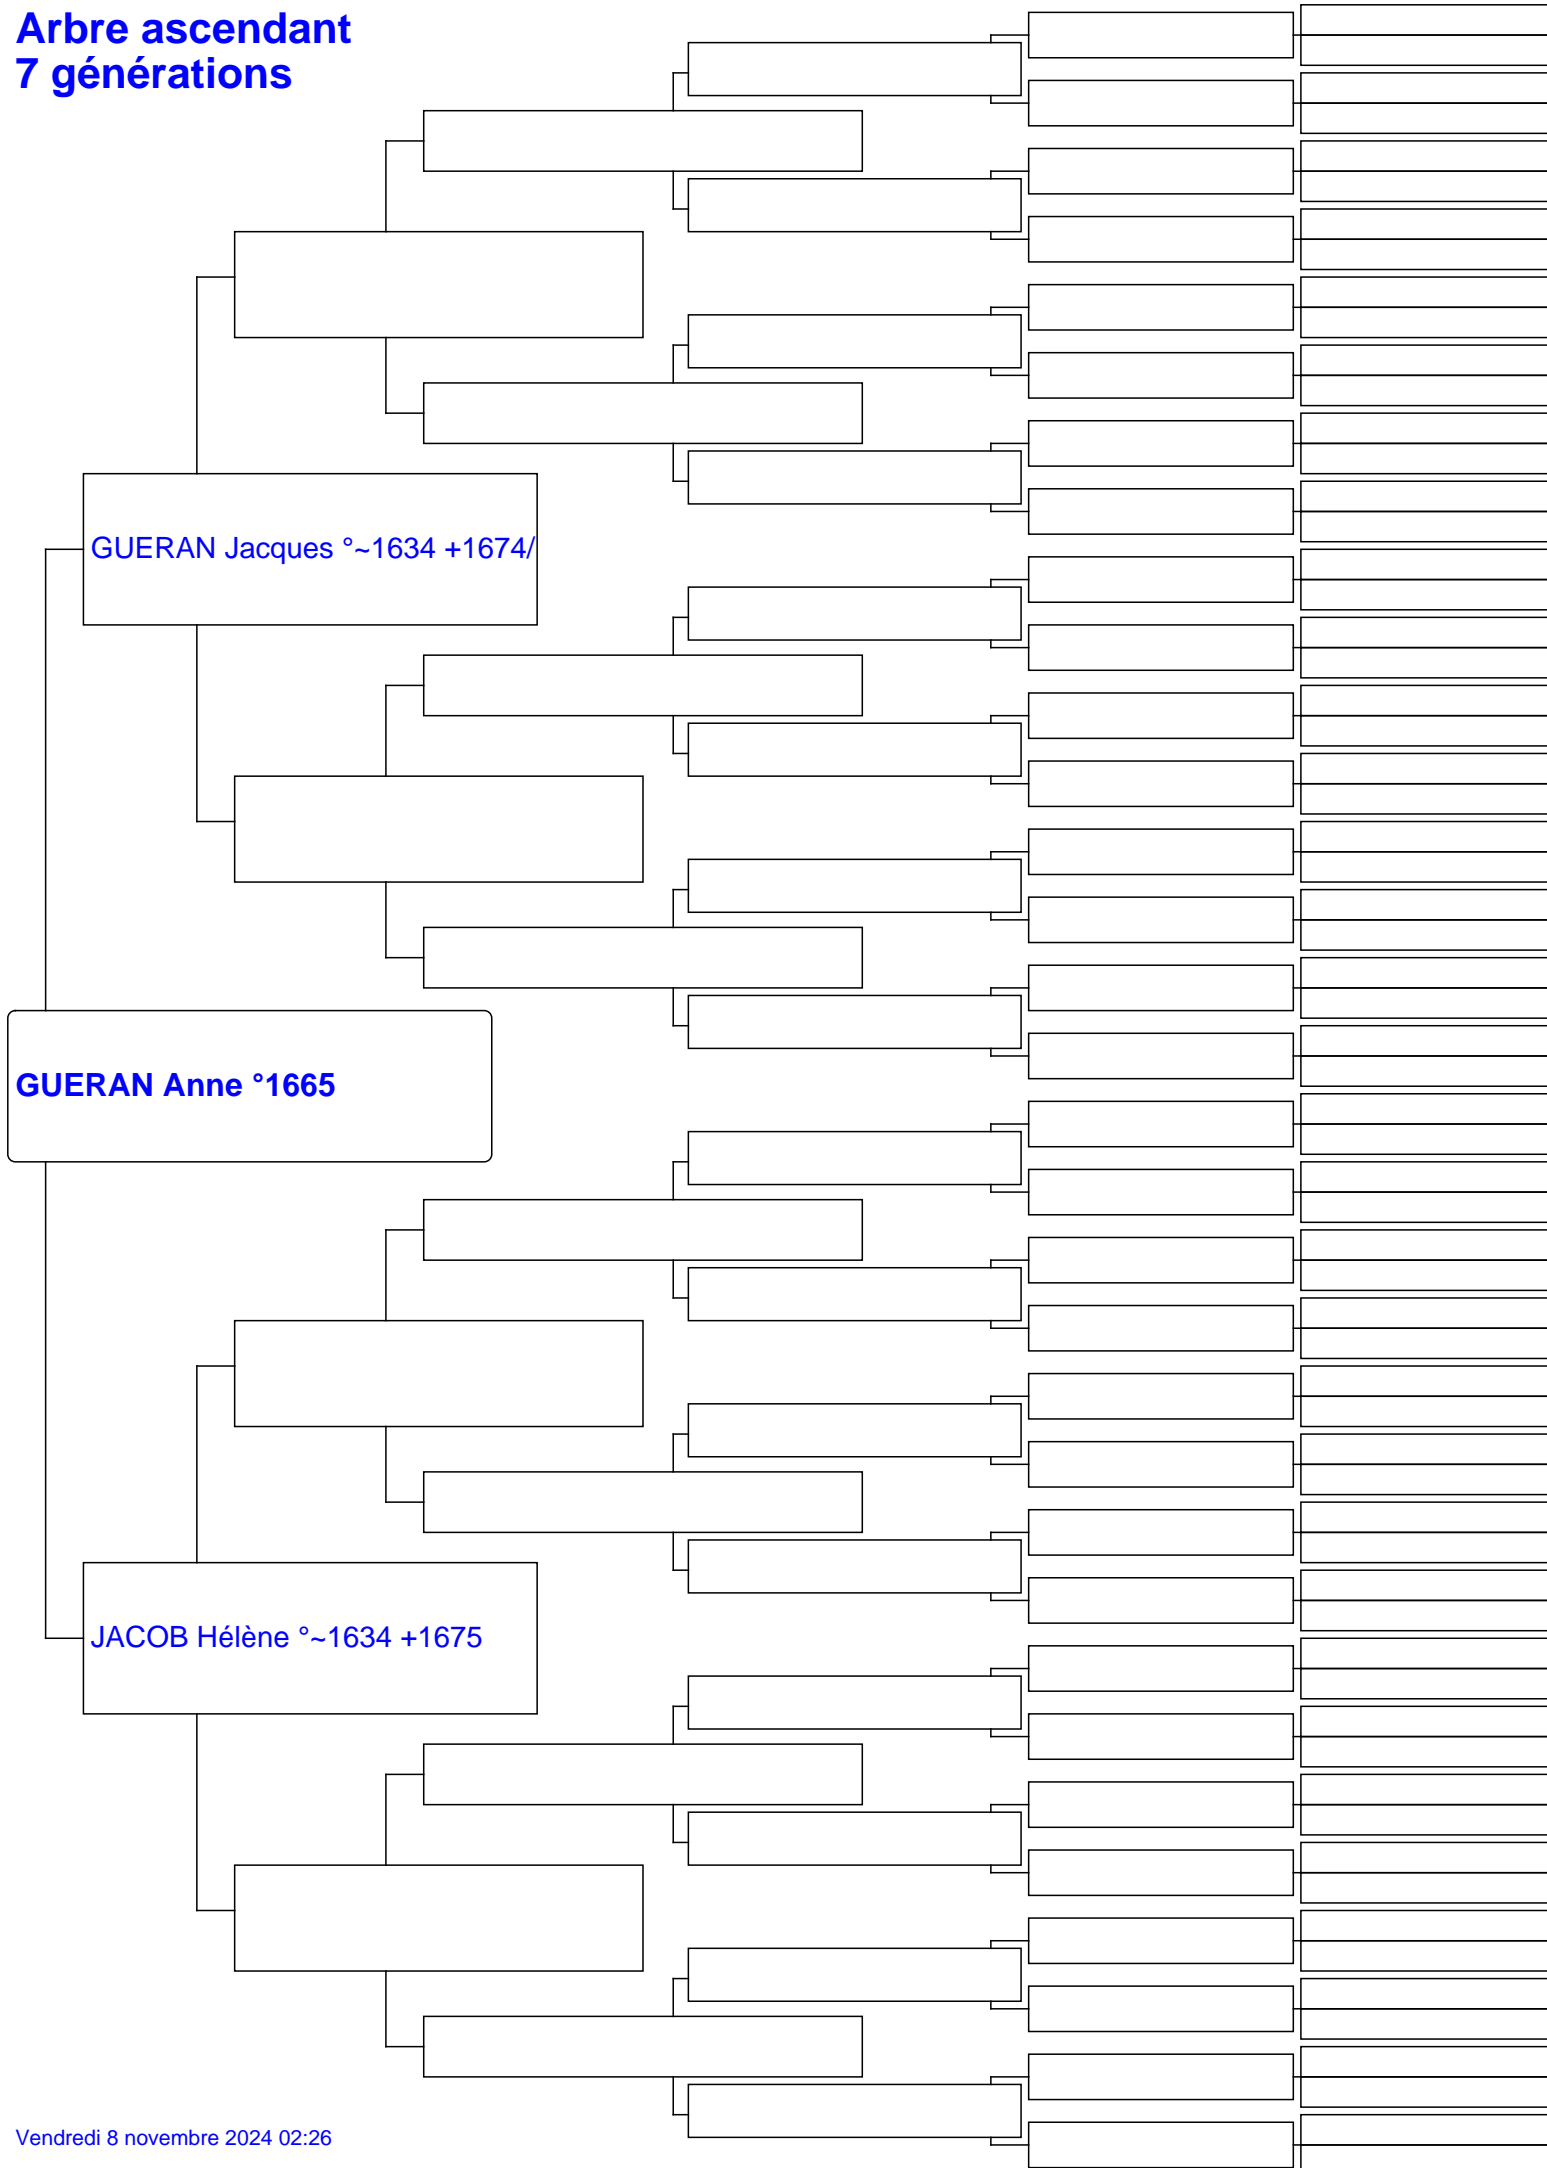 Arbre ascendant
7 générations
GUERAN Jacques °~1634 +1674/
GUERAN Anne °1665
JACOB Hélène °~1634 +1675
Vendredi 8 novembre 2024 02:26